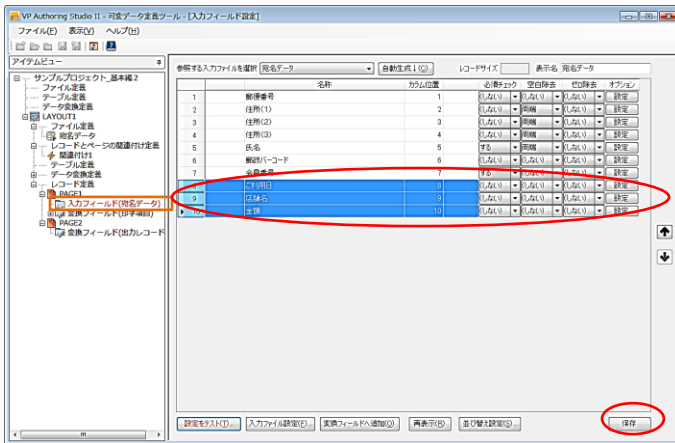 VP Authoring Studio II - 可変データ定義ツール - [入力フィールド設定]
ファイル(F) 表示(V) ヘルプ(H)
アイテムビュー
サンプルプロジェクト_基本編2
ファイル定義
テーブル定義
データ変換定義
LAYOUT1
ファイル定義
宛名データ
レコードとページの関連付け定義
関連付け1
テーブル定義
データ変換定義
レコード定義
PAGE1
入力フィールド(宛名データ)
変換フィールド(印字項目)
PAGE2
変換フィールド(出力レコード
参照する入力ファイルを選択 宛名データ 自動生成↓(C) レコードサイズ 表示名 宛名データ
名称 カラム位置 必須チェック 空白除去 ゼロ除去 オプション
1 郵便番号 1 (しない) (しない) (しない) 設定
2 住所(1) 2 (しない) 両端 (しない) 設定
3 住所(2) 3 (しない) 両端 (しない) 設定
4 住所(3) 4 (しない) 両端 (しない) 設定
5 氏名 5 する 両端 (しない) 設定
6 郵政バーコード 6 (しない) (しない) (しない) 設定
7 会員番号 7 する (しない) (しない) 設定
8 ご利用日 8 (しない) (しない) (しない) 設定
9 店舗名 9 (しない) (しない) (しない) 設定
10 金額 10 (しない) (しない) (しない) 設定
設定をテスト(T)... 入力ファイル設定(F)... 変換フィールドへ追加(O) 再表示(R) 並び替え設定(S)... 保存